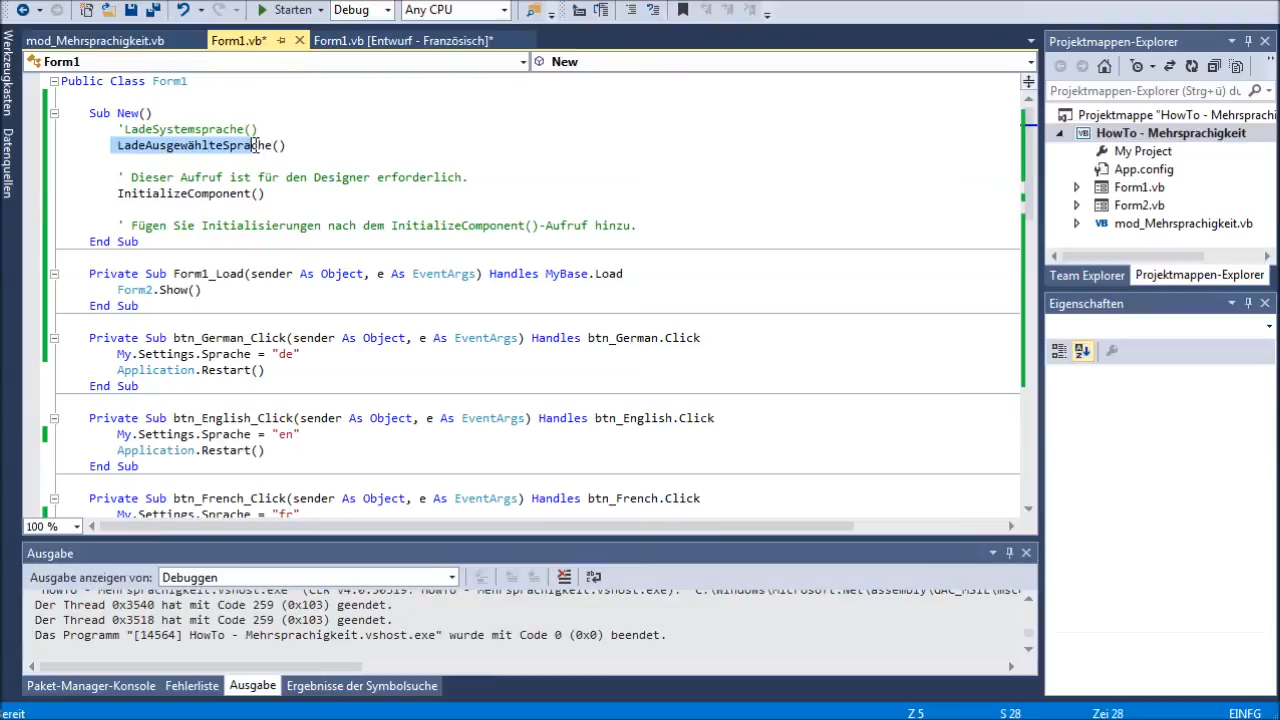 Starten
Debug
Any CPU
mod_Mehrsprachigkeit.vb
Form1.vb*
Form1.vb [Entwurf - Französisch]*
Werkzeugkasten
Datenquellen
Form1
New
Public Class Form1
Sub New()
'LadeSystemsprache()
LadeAusgewählteSprache()
' Dieser Aufruf ist für den Designer erforderlich.
InitializeComponent()
' Fügen Sie Initialisierungen nach dem InitializeComponent()-Aufruf hinzu.
End Sub
Private Sub Form1_Load(sender As Object, e As EventArgs) Handles MyBase.Load
Form2.Show()
End Sub
Private Sub btn_German_Click(sender As Object, e As EventArgs) Handles btn_German.Click
My.Settings.Sprache = "de"
Application.Restart()
End Sub
Private Sub btn_English_Click(sender As Object, e As EventArgs) Handles btn_English.Click
My.Settings.Sprache = "en"
Application.Restart()
End Sub
Private Sub btn_French_Click(sender As Object, e As EventArgs) Handles btn_French.Click
My.Settings.Sprache = "fr"
100 %
Projektmappen-Explorer
Projektmappen-Explorer (Strg+ü) du
Projektmappe "HowTo - Mehrsprachigkeit"
HowTo - Mehrsprachigkeit
My Project
App.config
Form1.vb
Form2.vb
mod_Mehrsprachigkeit.vb
Team Explorer
Projektmappen-Explorer
Eigenschaften
Ausgabe
Ausgabe anzeigen von:
Debuggen
Der Thread 0x3540 hat mit Code 259 (0x103) geendet.
Der Thread 0x3518 hat mit Code 259 (0x103) geendet.
Das Programm "[14564] HowTo - Mehrsprachigkeit.vshost.exe" wurde mit Code 0 (0x0) beendet.
Paket-Manager-Konsole
Fehlerliste
Ausgabe
Ergebnisse der Symbolsuche
ereit
Z 5
S 28
Zei 28
EINFG